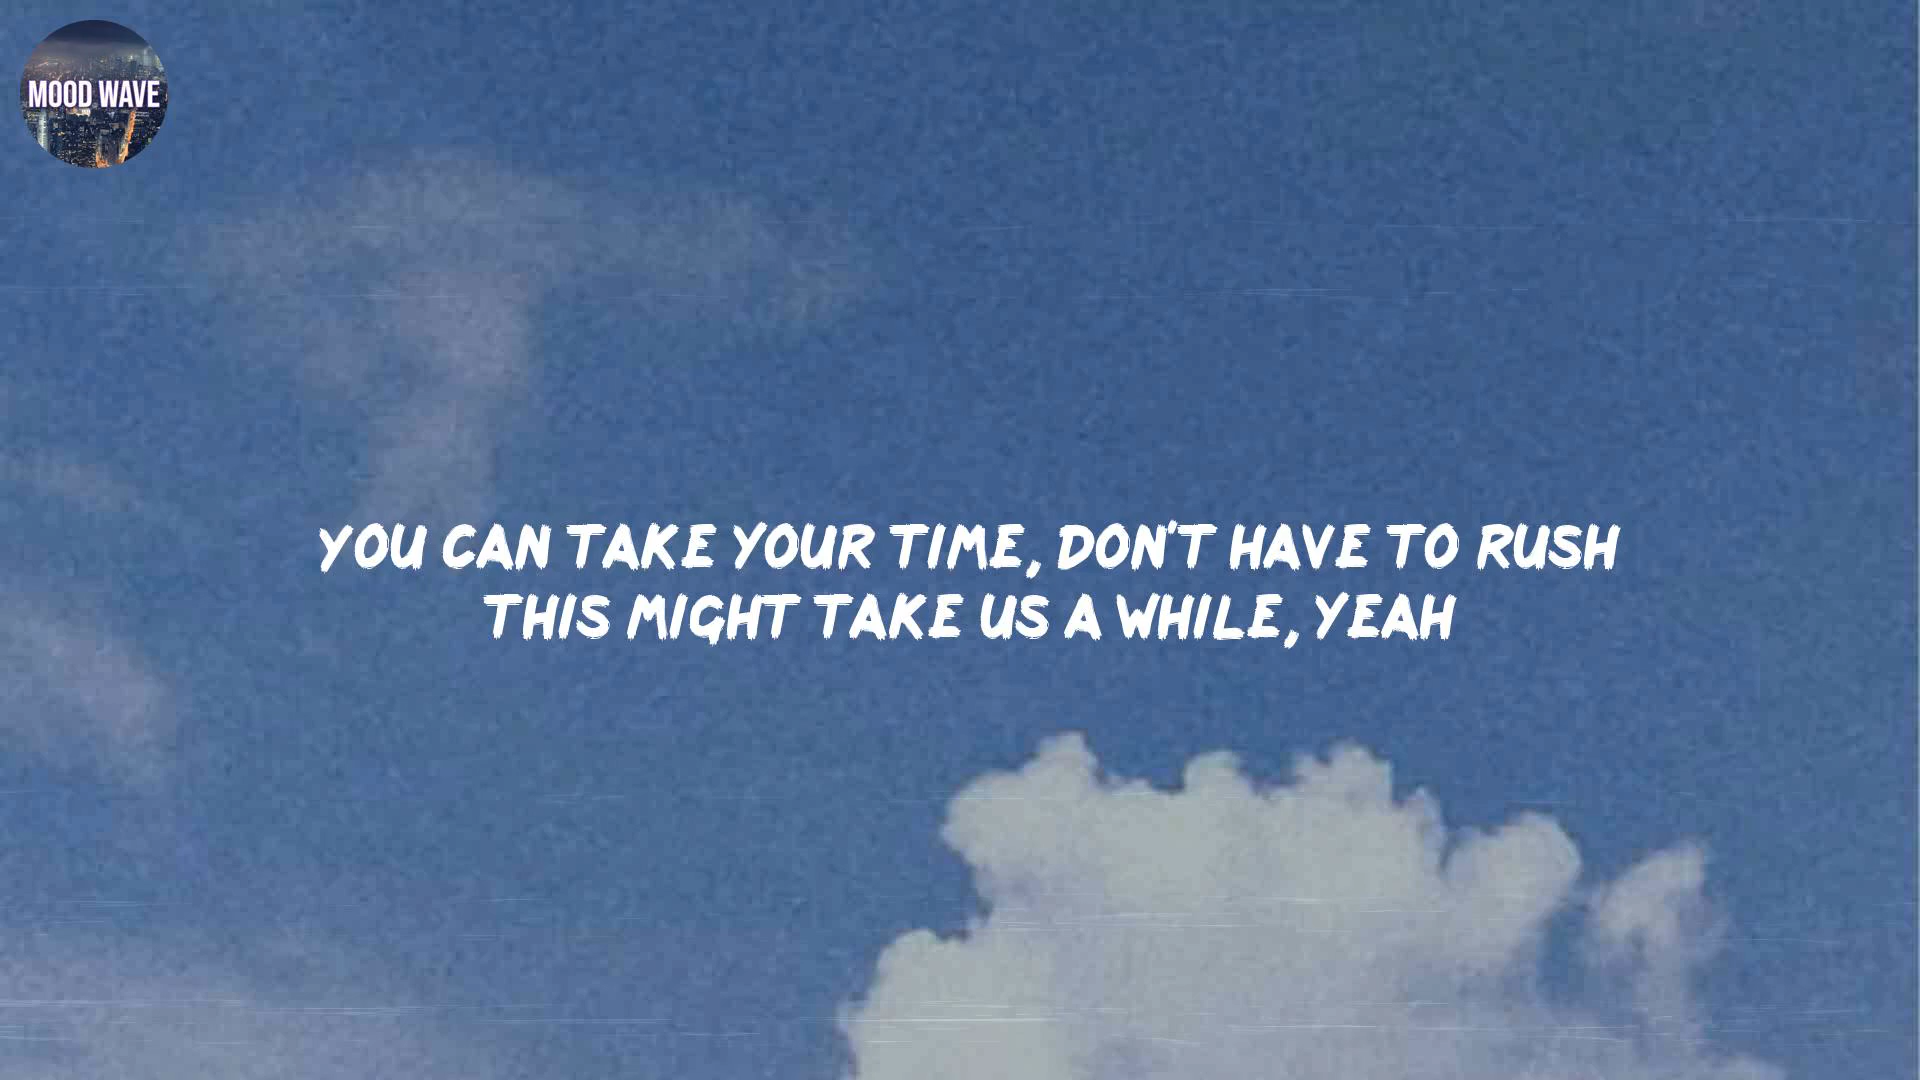 MOOD WAVE
YOU CAN TAKE YOUR TIME, DON'T HAVE TO RUSH
THIS MIGHT TAKE US A WHILE, YEAH